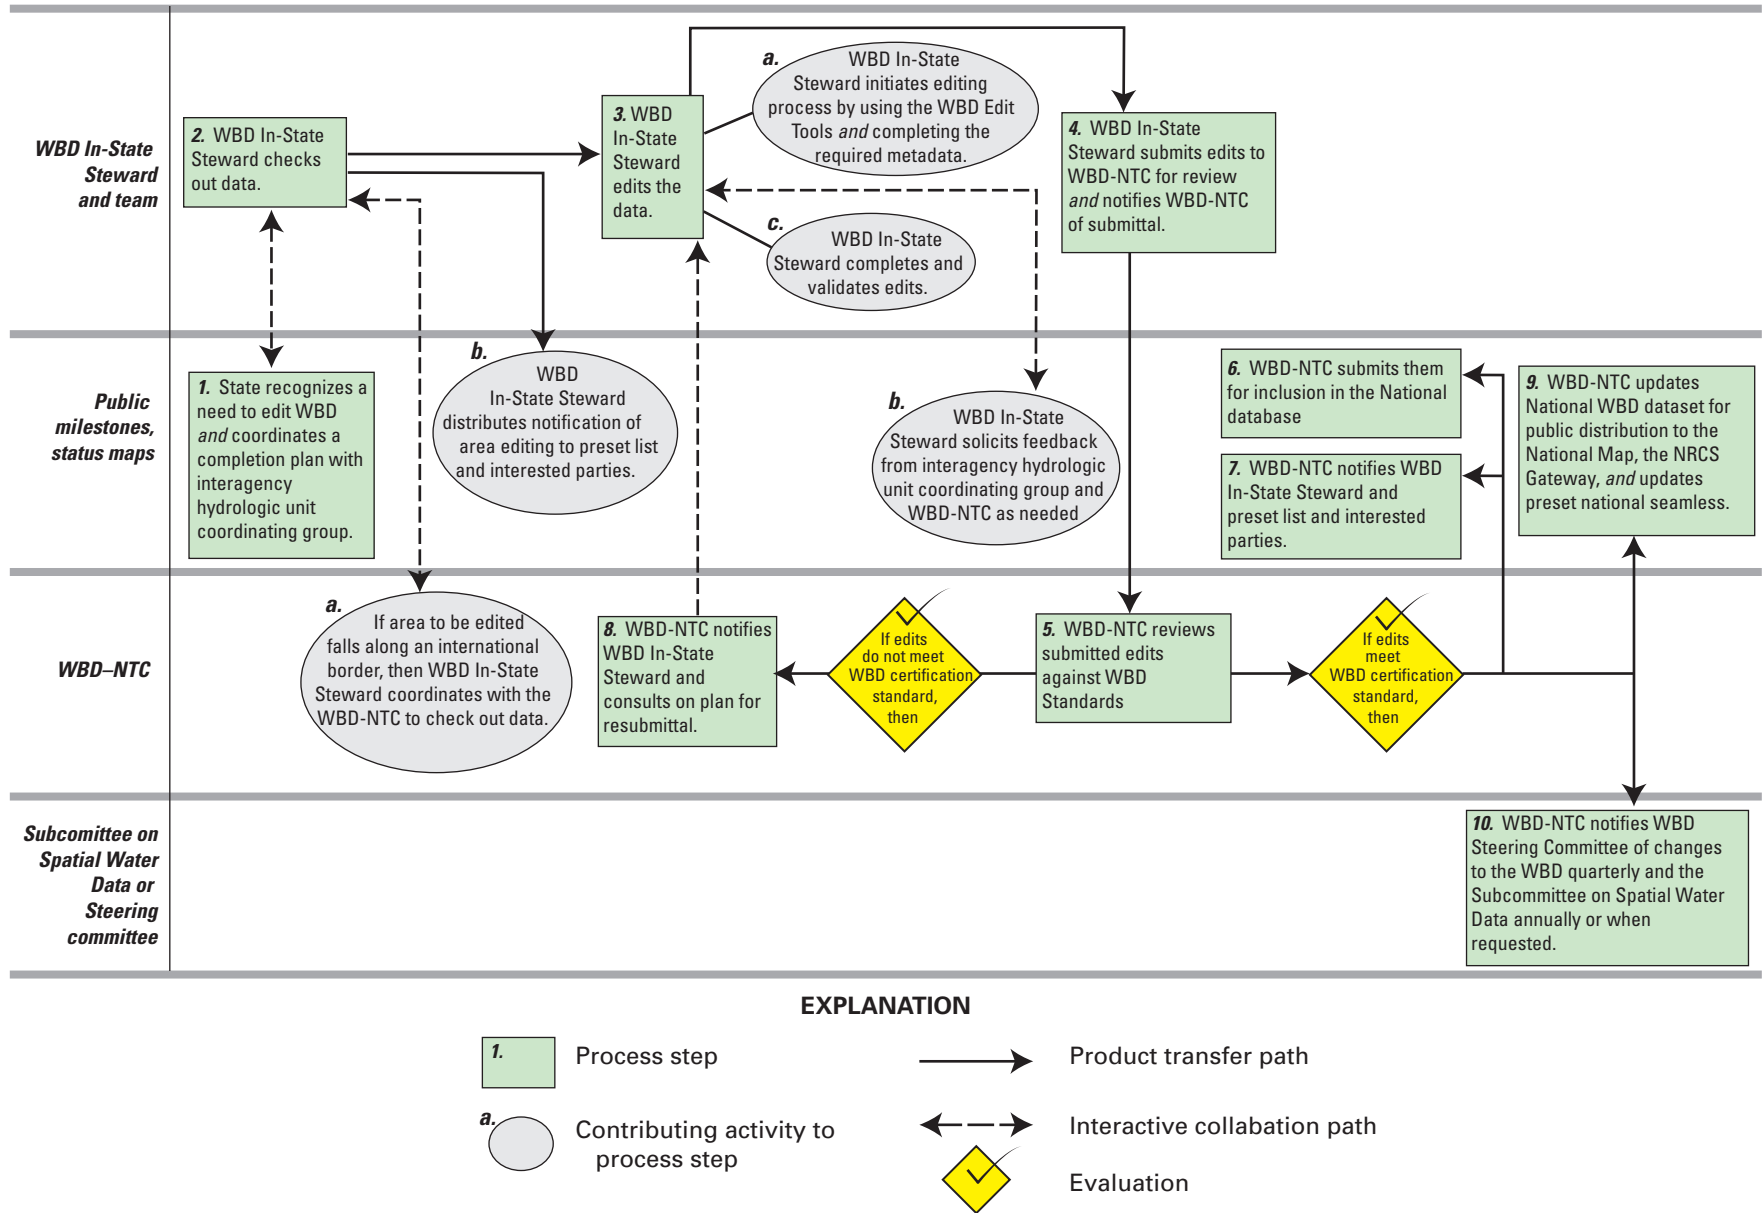 WBD In-State
Steward
and team
2. WBD In-State
Steward checks
out data.
3. WBD
In-State
Steward
edits the
data.
a.
WBD In-State
Steward initiates editing
process by using the WBD Edit
Tools and completing the
required metadata.
c.
WBD In-State
Steward completes and
validates edits.
4. WBD In-State
Steward submits edits to
WBD-NTC for review
and notifies WBD-NTC
of submittal.
Public
milestones,
status maps
1. State recognizes a
need to edit WBD
and coordinates a
completion plan with
interagency
hydrologic unit
coordinating group.
b.
WBD
In-State Steward
distributes notification of
area editing to preset list
and interested parties.
b.
WBD In-State
Steward solicits feedback
from interagency hydrologic
unit coordinating group and
WBD-NTC as needed
6. WBD-NTC submits them
for inclusion in the National
database
7. WBD-NTC notifies WBD
In-State Steward and
preset list and interested
parties.
9. WBD-NTC updates
National WBD dataset for
public distribution to the
National Map, the NRCS
Gateway, and updates
preset national seamless.
WBD–NTC
a.
If area to be edited
falls along an international
border, then WBD In-State
Steward coordinates with the
WBD-NTC to check out data.
8. WBD-NTC notifies
WBD In-State
Steward and
consults on plan for
resubmittal.
If edits
do not meet
WBD certification
standard,
then
5. WBD-NTC reviews
submitted edits
against WBD
Standards
If edits
meet
WBD certification
standard,
then
Subcomittee on
Spatial Water
Data or
Steering
committee
10. WBD-NTC notifies WBD
Steering Committee of changes
to the WBD quarterly and the
Subcommittee on Spatial Water
Data annually or when
requested.
EXPLANATION
1.
Process step
Product transfer path
a.
Contributing activity to
process step
Interactive collabation path
Evaluation